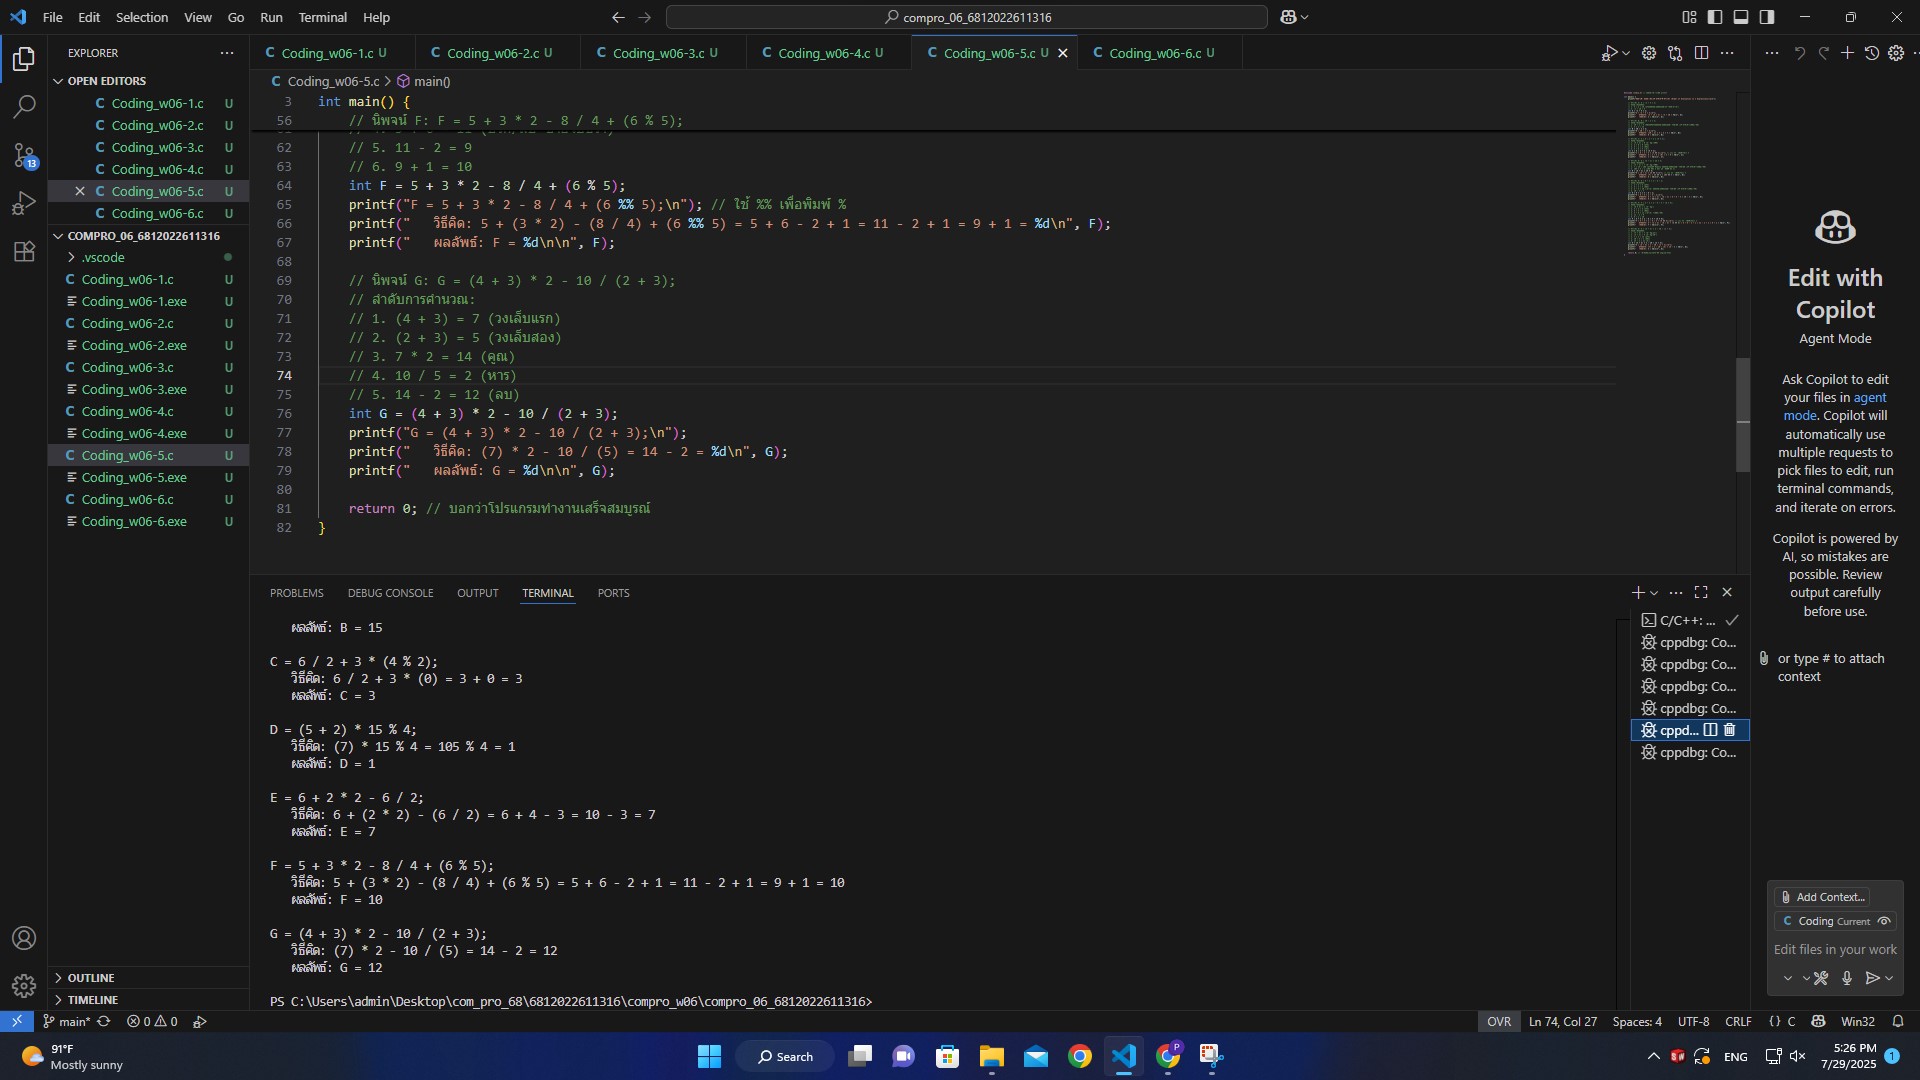 File Edit Selection View Go Run Terminal Help
compro_06_6812022611316
EXPLORER
OPEN EDITORS
Coding_w06-1.c U
Coding_w06-2.c U
Coding_w06-3.c U
Coding_w06-4.c U
Coding_w06-5.c U
Coding_w06-6.c U
COMPRO_06_6812022611316
.vscode
Coding_w06-1.c U
Coding_w06-1.exe U
Coding_w06-2.c U
Coding_w06-2.exe U
Coding_w06-3.c U
Coding_w06-3.exe U
Coding_w06-4.c U
Coding_w06-4.exe U
Coding_w06-5.c U
Coding_w06-5.exe U
Coding_w06-6.c U
Coding_w06-6.exe U
OUTLINE
TIMELINE
Coding_w06-1.c U Coding_w06-2.c U Coding_w06-3.c U Coding_w06-4.c U Coding_w06-5.c U Coding_w06-6.c U
Coding_w06-5.c > main()
3 int main() {
56 // นิพจน์ F: F = 5 + 3 * 2 - 8 / 4 + (6 % 5);
62 // 5. 11 - 2 = 9
63 // 6. 9 + 1 = 10
64 int F = 5 + 3 * 2 - 8 / 4 + (6 % 5);
65 printf("F = 5 + 3 * 2 - 8 / 4 + (6 %% 5);\n"); // ใช้ %% เพื่อพิมพ์ %
66 printf("   วิธีคิด: 5 + (3 * 2) - (8 / 4) + (6 %% 5) = 5 + 6 - 2 + 1 = 11 - 2 + 1 = 9 + 1 = %d\n", F);
67 printf("   ผลลัพธ์: F = %d\n\n", F);
68
69 // นิพจน์ G: G = (4 + 3) * 2 - 10 / (2 + 3);
70 // ลำดับการคำนวณ:
71 // 1. (4 + 3) = 7 (วงเล็บแรก)
72 // 2. (2 + 3) = 5 (วงเล็บสอง)
73 // 3. 7 * 2 = 14 (คูณ)
74 // 4. 10 / 5 = 2 (หาร)
75 // 5. 14 - 2 = 12 (ลบ)
76 int G = (4 + 3) * 2 - 10 / (2 + 3);
77 printf("G = (4 + 3) * 2 - 10 / (2 + 3);\n");
78 printf("   วิธีคิด: (7) * 2 - 10 / (5) = 14 - 2 = %d\n", G);
79 printf("   ผลลัพธ์: G = %d\n\n", G);
80
81 return 0; // บอกว่าโปรแกรมทำงานเสร็จสมบูรณ์
82 }
PROBLEMS DEBUG CONSOLE OUTPUT TERMINAL PORTS
ผลลัพธ์: B = 15
C = 6 / 2 + 3 * (4 % 2);
วิธีคิด: 6 / 2 + 3 * (0) = 3 + 0 = 3
ผลลัพธ์: C = 3
D = (5 + 2) * 15 % 4;
วิธีคิด: (7) * 15 % 4 = 105 % 4 = 1
ผลลัพธ์: D = 1
E = 6 + 2 * 2 - 6 / 2;
วิธีคิด: 6 + (2 * 2) - (6 / 2) = 6 + 4 - 3 = 10 - 3 = 7
ผลลัพธ์: E = 7
F = 5 + 3 * 2 - 8 / 4 + (6 % 5);
วิธีคิด: 5 + (3 * 2) - (8 / 4) + (6 % 5) = 5 + 6 - 2 + 1 = 11 - 2 + 1 = 9 + 1 = 10
ผลลัพธ์: F = 10
G = (4 + 3) * 2 - 10 / (2 + 3);
วิธีคิด: (7) * 2 - 10 / (5) = 14 - 2 = 12
ผลลัพธ์: G = 12
PS C:\Users\admin\Desktop\com_pro_68\6812022611316\compro_w06\compro_06_6812022611316>
C/C++: ...
cppdbg: Co...
cppdbg: Co...
cppdbg: Co...
cppdbg: Co...
cppd...
cppdbg: Co...
Edit with
Copilot
Agent Mode
Ask Copilot to edit
your files in agent
mode. Copilot will
automatically use
multiple requests to
pick files to edit, run
terminal commands,
and iterate on errors.
Copilot is powered by
AI, so mistakes are
possible. Review
output carefully
before use.
or type # to attach
context
Add Context...
Coding Current
Edit files in your work
13
main* 0 0 OVR Ln 74, Col 27 Spaces: 4 UTF-8 CRLF {} C Win32
91°F
Mostly sunny
Search
P
ENG
5:26 PM
7/29/2025
1